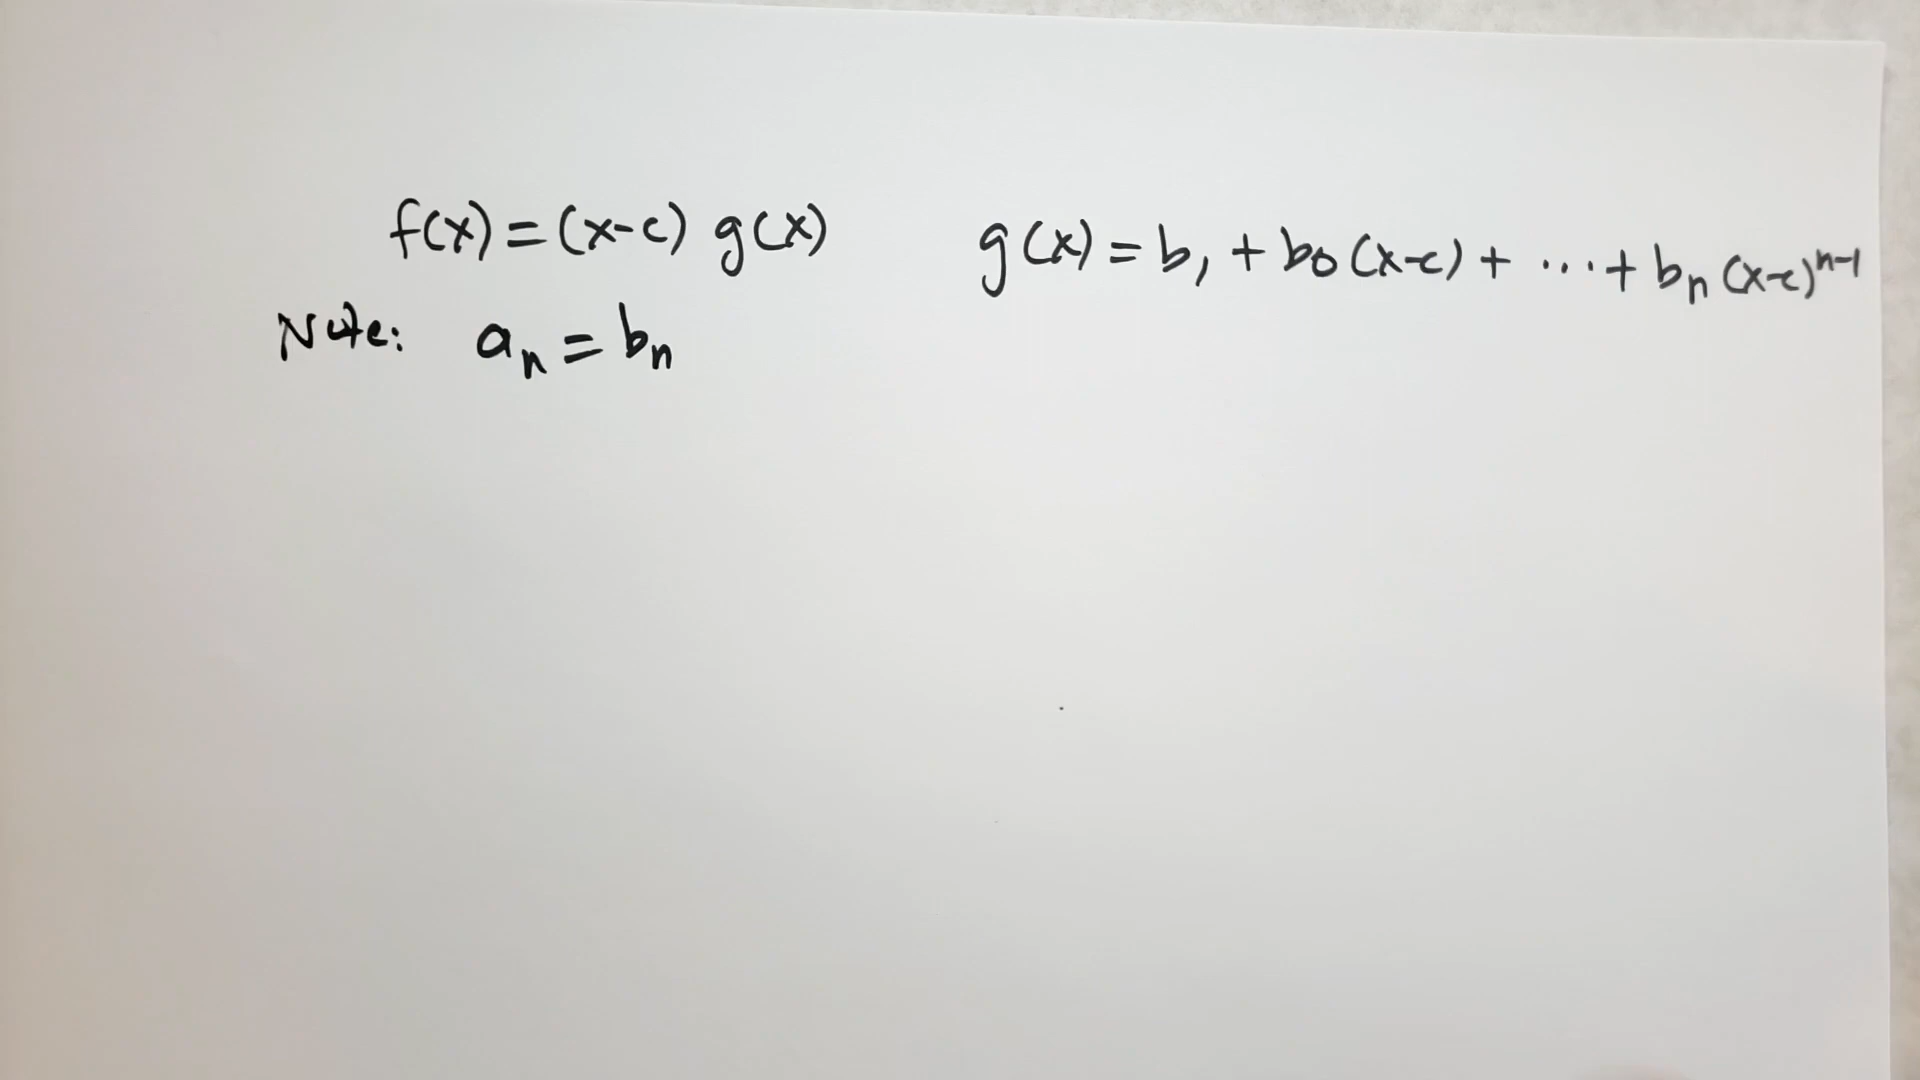 f(x) = (x-c) g(x) g(x) = b₁ + b₀(x-c) + ... + bₙ(x-c)ⁿ⁻¹
Note: aₙ = bₙ